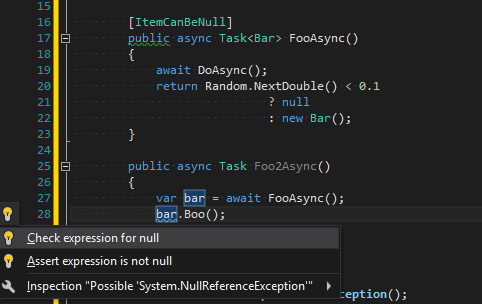 15
16 [ItemCanBeNull]
17 public async Task<Bar> FooAsync()
18 {
19 await DoAsync();
20 return Random.NextDouble() < 0.1
21 ? null
22 : new Bar();
23 }
24
25 public async Task Foo2Async()
26 {
27 var bar = await FooAsync();
28 bar.Boo();
Check expression for null
Assert expression is not null
Inspection "Possible 'System.NullReferenceException'"
ception();